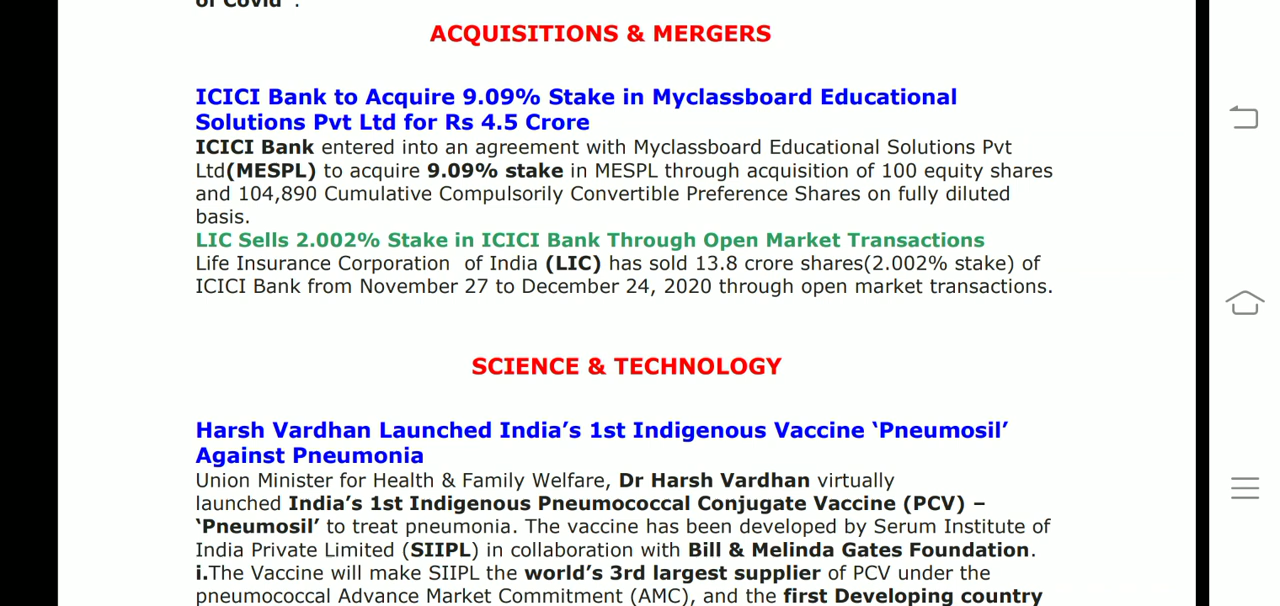 of Covid”.
ACQUISITIONS & MERGERS
ICICI Bank to Acquire 9.09% Stake in Myclassboard Educational
Solutions Pvt Ltd for Rs 4.5 Crore
ICICI Bank entered into an agreement with Myclassboard Educational Solutions Pvt
Ltd(MESPL) to acquire 9.09% stake in MESPL through acquisition of 100 equity shares
and 104,890 Cumulative Compulsorily Convertible Preference Shares on fully diluted
basis.
LIC Sells 2.002% Stake in ICICI Bank Through Open Market Transactions
Life Insurance Corporation  of India (LIC) has sold 13.8 crore shares(2.002% stake) of
ICICI Bank from November 27 to December 24, 2020 through open market transactions.
SCIENCE & TECHNOLOGY
Harsh Vardhan Launched India’s 1st Indigenous Vaccine ‘Pneumosil’
Against Pneumonia
Union Minister for Health & Family Welfare, Dr Harsh Vardhan virtually
launched India’s 1st Indigenous Pneumococcal Conjugate Vaccine (PCV) –
‘Pneumosil’ to treat pneumonia. The vaccine has been developed by Serum Institute of
India Private Limited (SIIPL) in collaboration with Bill & Melinda Gates Foundation.
i.The Vaccine will make SIIPL the world’s 3rd largest supplier of PCV under the
pneumococcal Advance Market Commitment (AMC), and the first Developing country